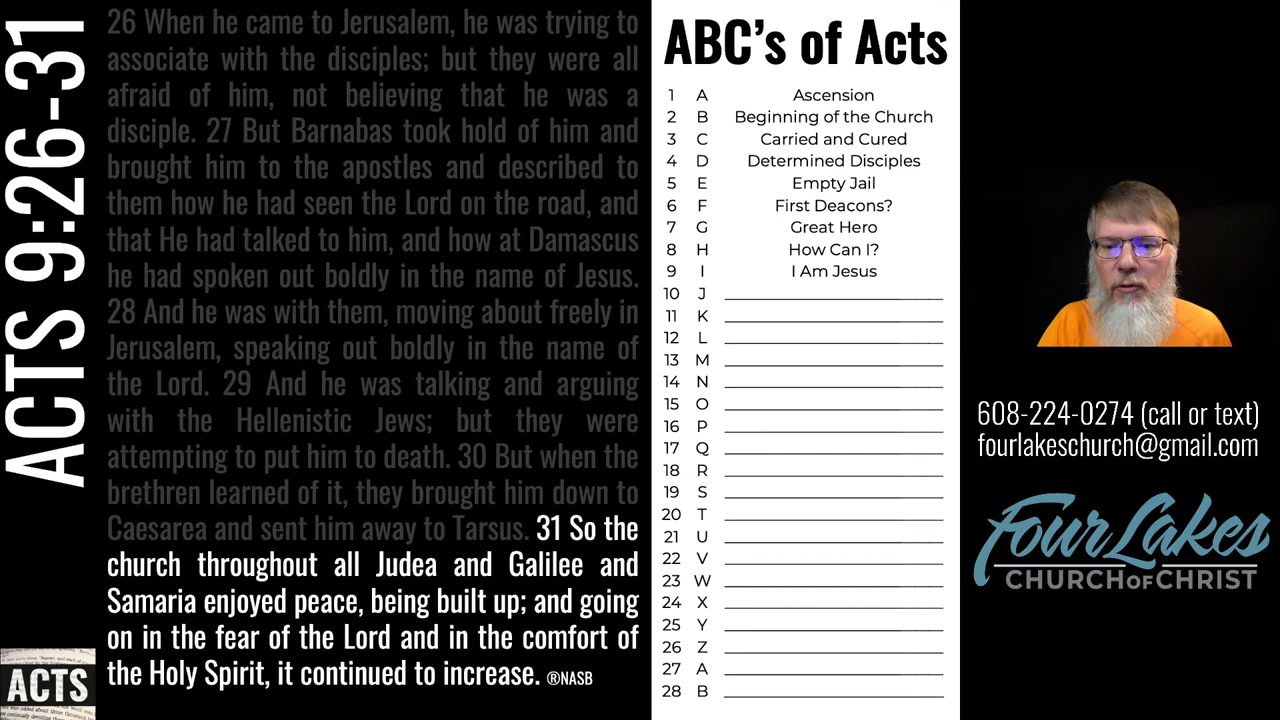 ACTS 9:26-31
26 When he came to Jerusalem, he was trying to
associate with the disciples; but they were all
afraid of him, not believing that he was a
disciple. 27 But Barnabas took hold of him and
brought him to the apostles and described to
them how he had seen the Lord on the road, and
that He had talked to him, and how at Damascus
he had spoken out boldly in the name of Jesus.
28 And he was with them, moving about freely in
Jerusalem, speaking out boldly in the name of
the Lord. 29 And he was talking and arguing
with the Hellenistic Jews; but they were
attempting to put him to death. 30 But when the
brethren learned of it, they brought him down to
Caesarea and sent him away to Tarsus. 31 So the
church throughout all Judea and Galilee and
Samaria enjoyed peace, being built up; and going
on in the fear of the Lord and in the comfort of
the Holy Spirit, it continued to increase. ®NASB
ACTS
ABC's of Acts
1 A Ascension
2 B Beginning of the Church
3 C Carried and Cured
4 D Determined Disciples
5 E Empty Jail
6 F First Deacons?
7 G Great Hero
8 H How Can I?
9 I I Am Jesus
10 J
11 K
12 L
13 M
14 N
15 O
16 P
17 Q
18 R
19 S
20 T
21 U
22 V
23 W
24 X
25 Y
26 Z
27 A
28 B
608-224-0274 (call or text)
fourlakeschurch@gmail.com
Four Lakes
CHURCH OF CHRIST